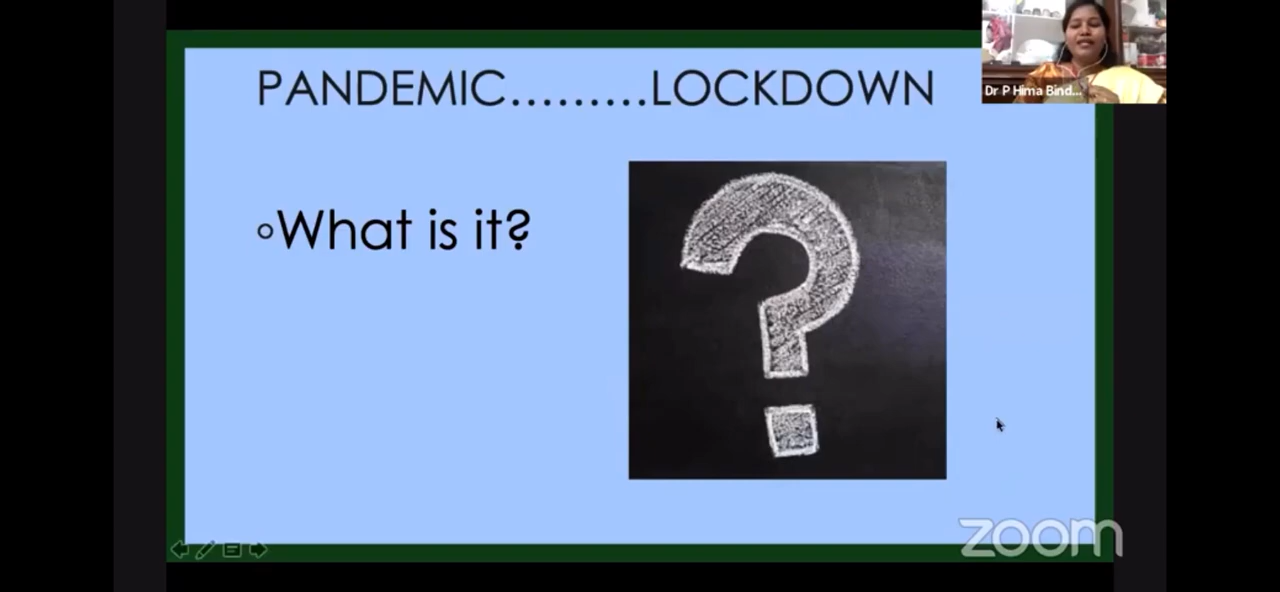 PANDEMIC.........LOCKDOWN
Dr P Hima Bind...
◦What is it?
zoom